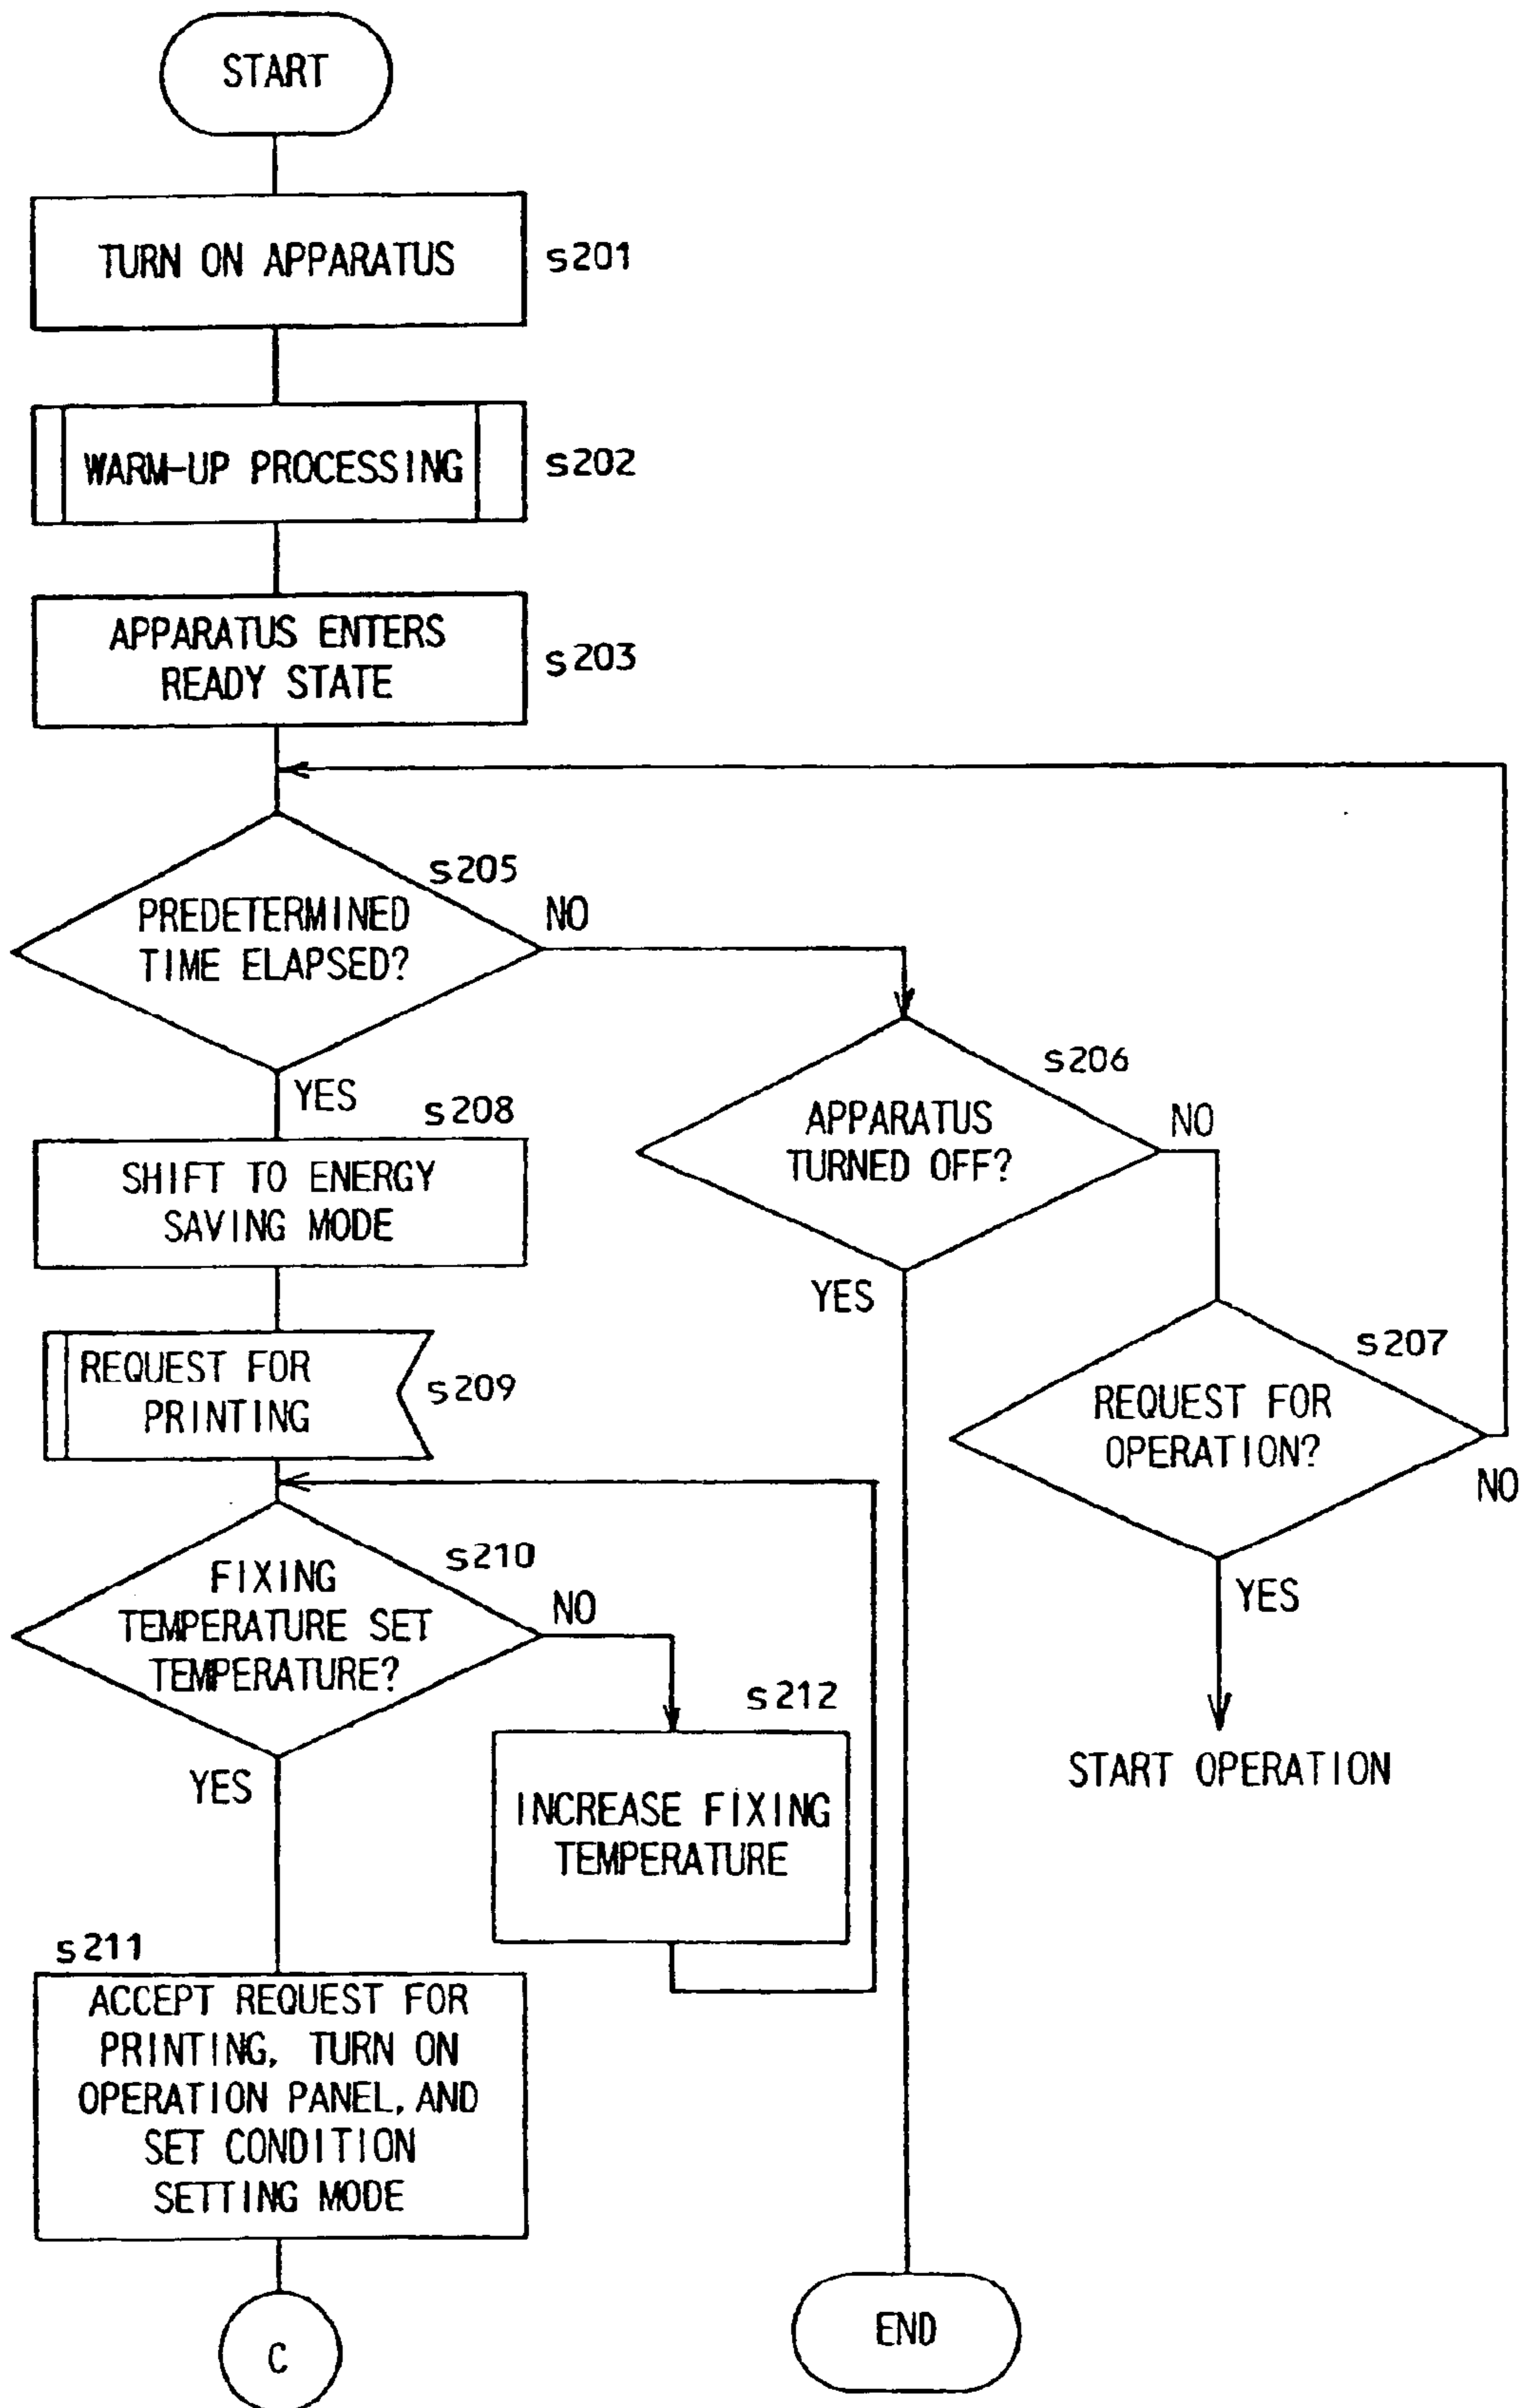 START
TURN ON APPARATUS
s201
WARM-UP PROCESSING
s202
APPARATUS ENTERS
READY STATE
s203
s205
PREDETERMINED
TIME ELAPSED?
NO
YES
s206
APPARATUS
TURNED OFF?
NO
YES
s207
REQUEST FOR
OPERATION?
NO
YES
START OPERATION
s208
SHIFT TO ENERGY
SAVING MODE
REQUEST FOR
PRINTING
s209
s210
FIXING
TEMPERATURE SET
TEMPERATURE?
NO
YES
s212
INCREASE FIXING
TEMPERATURE
s211
ACCEPT REQUEST FOR
PRINTING, TURN ON
OPERATION PANEL, AND
SET CONDITION
SETTING MODE
C
END